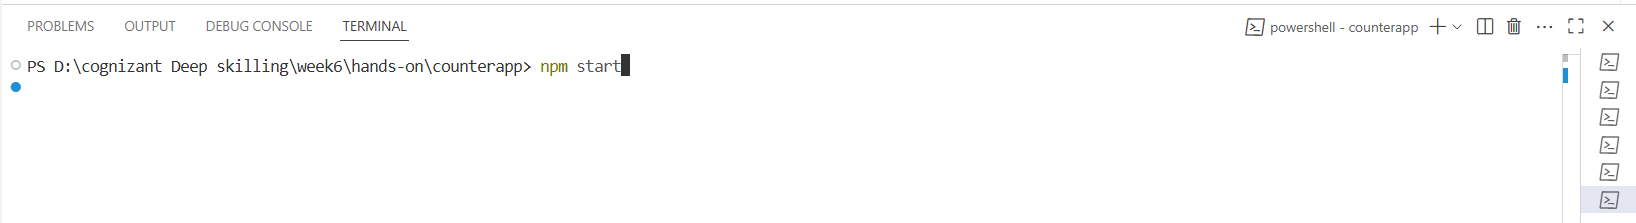 PROBLEMS OUTPUT DEBUG CONSOLE TERMINAL powershell - counterapp
PS D:\cognizant Deep skilling\week6\hands-on\counterapp> npm start